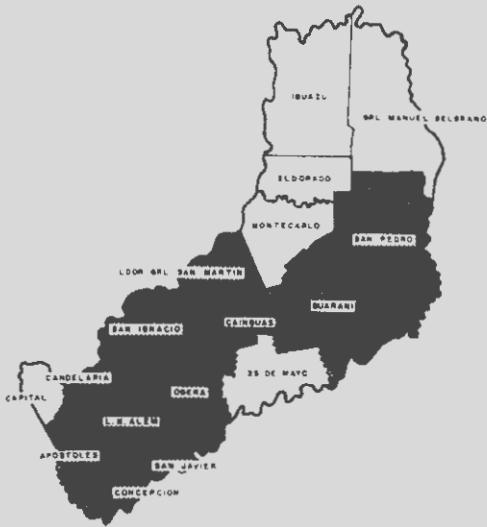 IGUAZU
GRL. MANUEL BELGRANO
ELDORADO
MONTECARLO
SAN PEDRO
LDOR GRL SAN MARTIN
GUARANI
CAINGUAS
SAN IGNACIO
25 DE MAYO
CANDELARIA
OBERA
CAPITAL
L.N. ALEM
APOSTOLES
SAN JAVIER
CONCEPCION